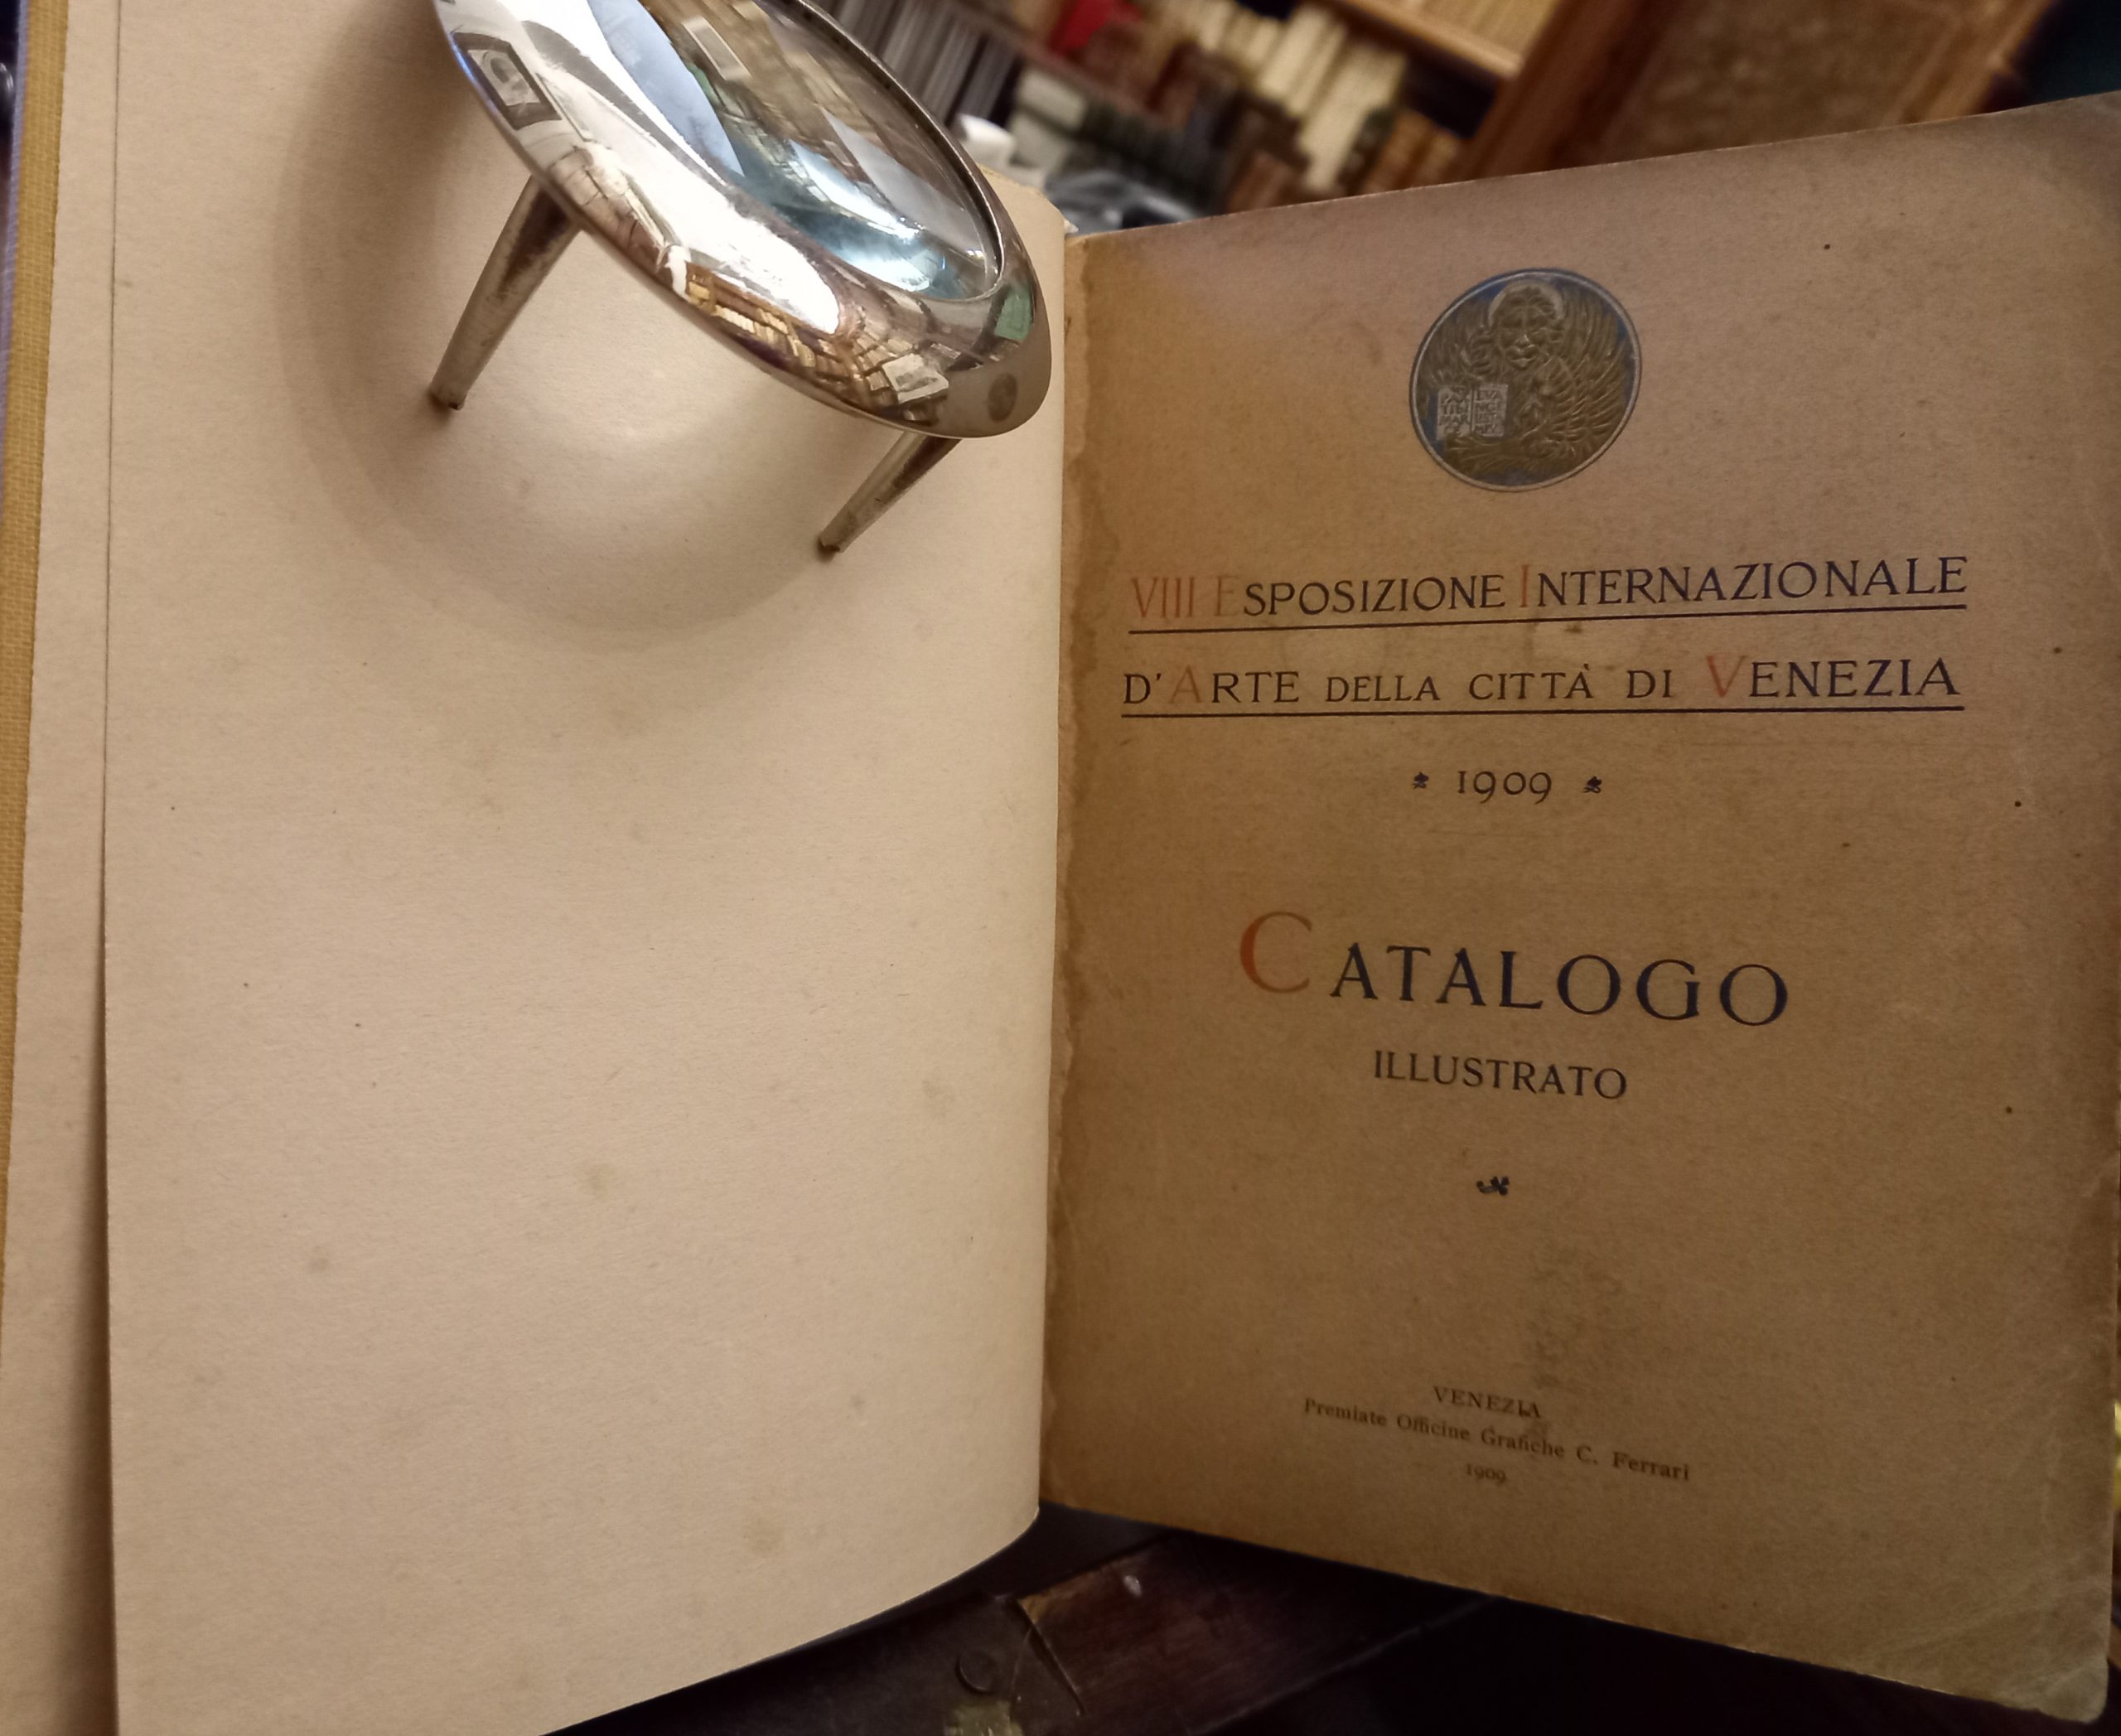 VIII ESPOSIZIONE INTERNAZIONALE
D'ARTE DELLA CITTÀ DI VENEZIA
1909
CATALOGO
ILLUSTRATO
VENEZIA
Premiate Officine Grafiche C. Ferrari
1909